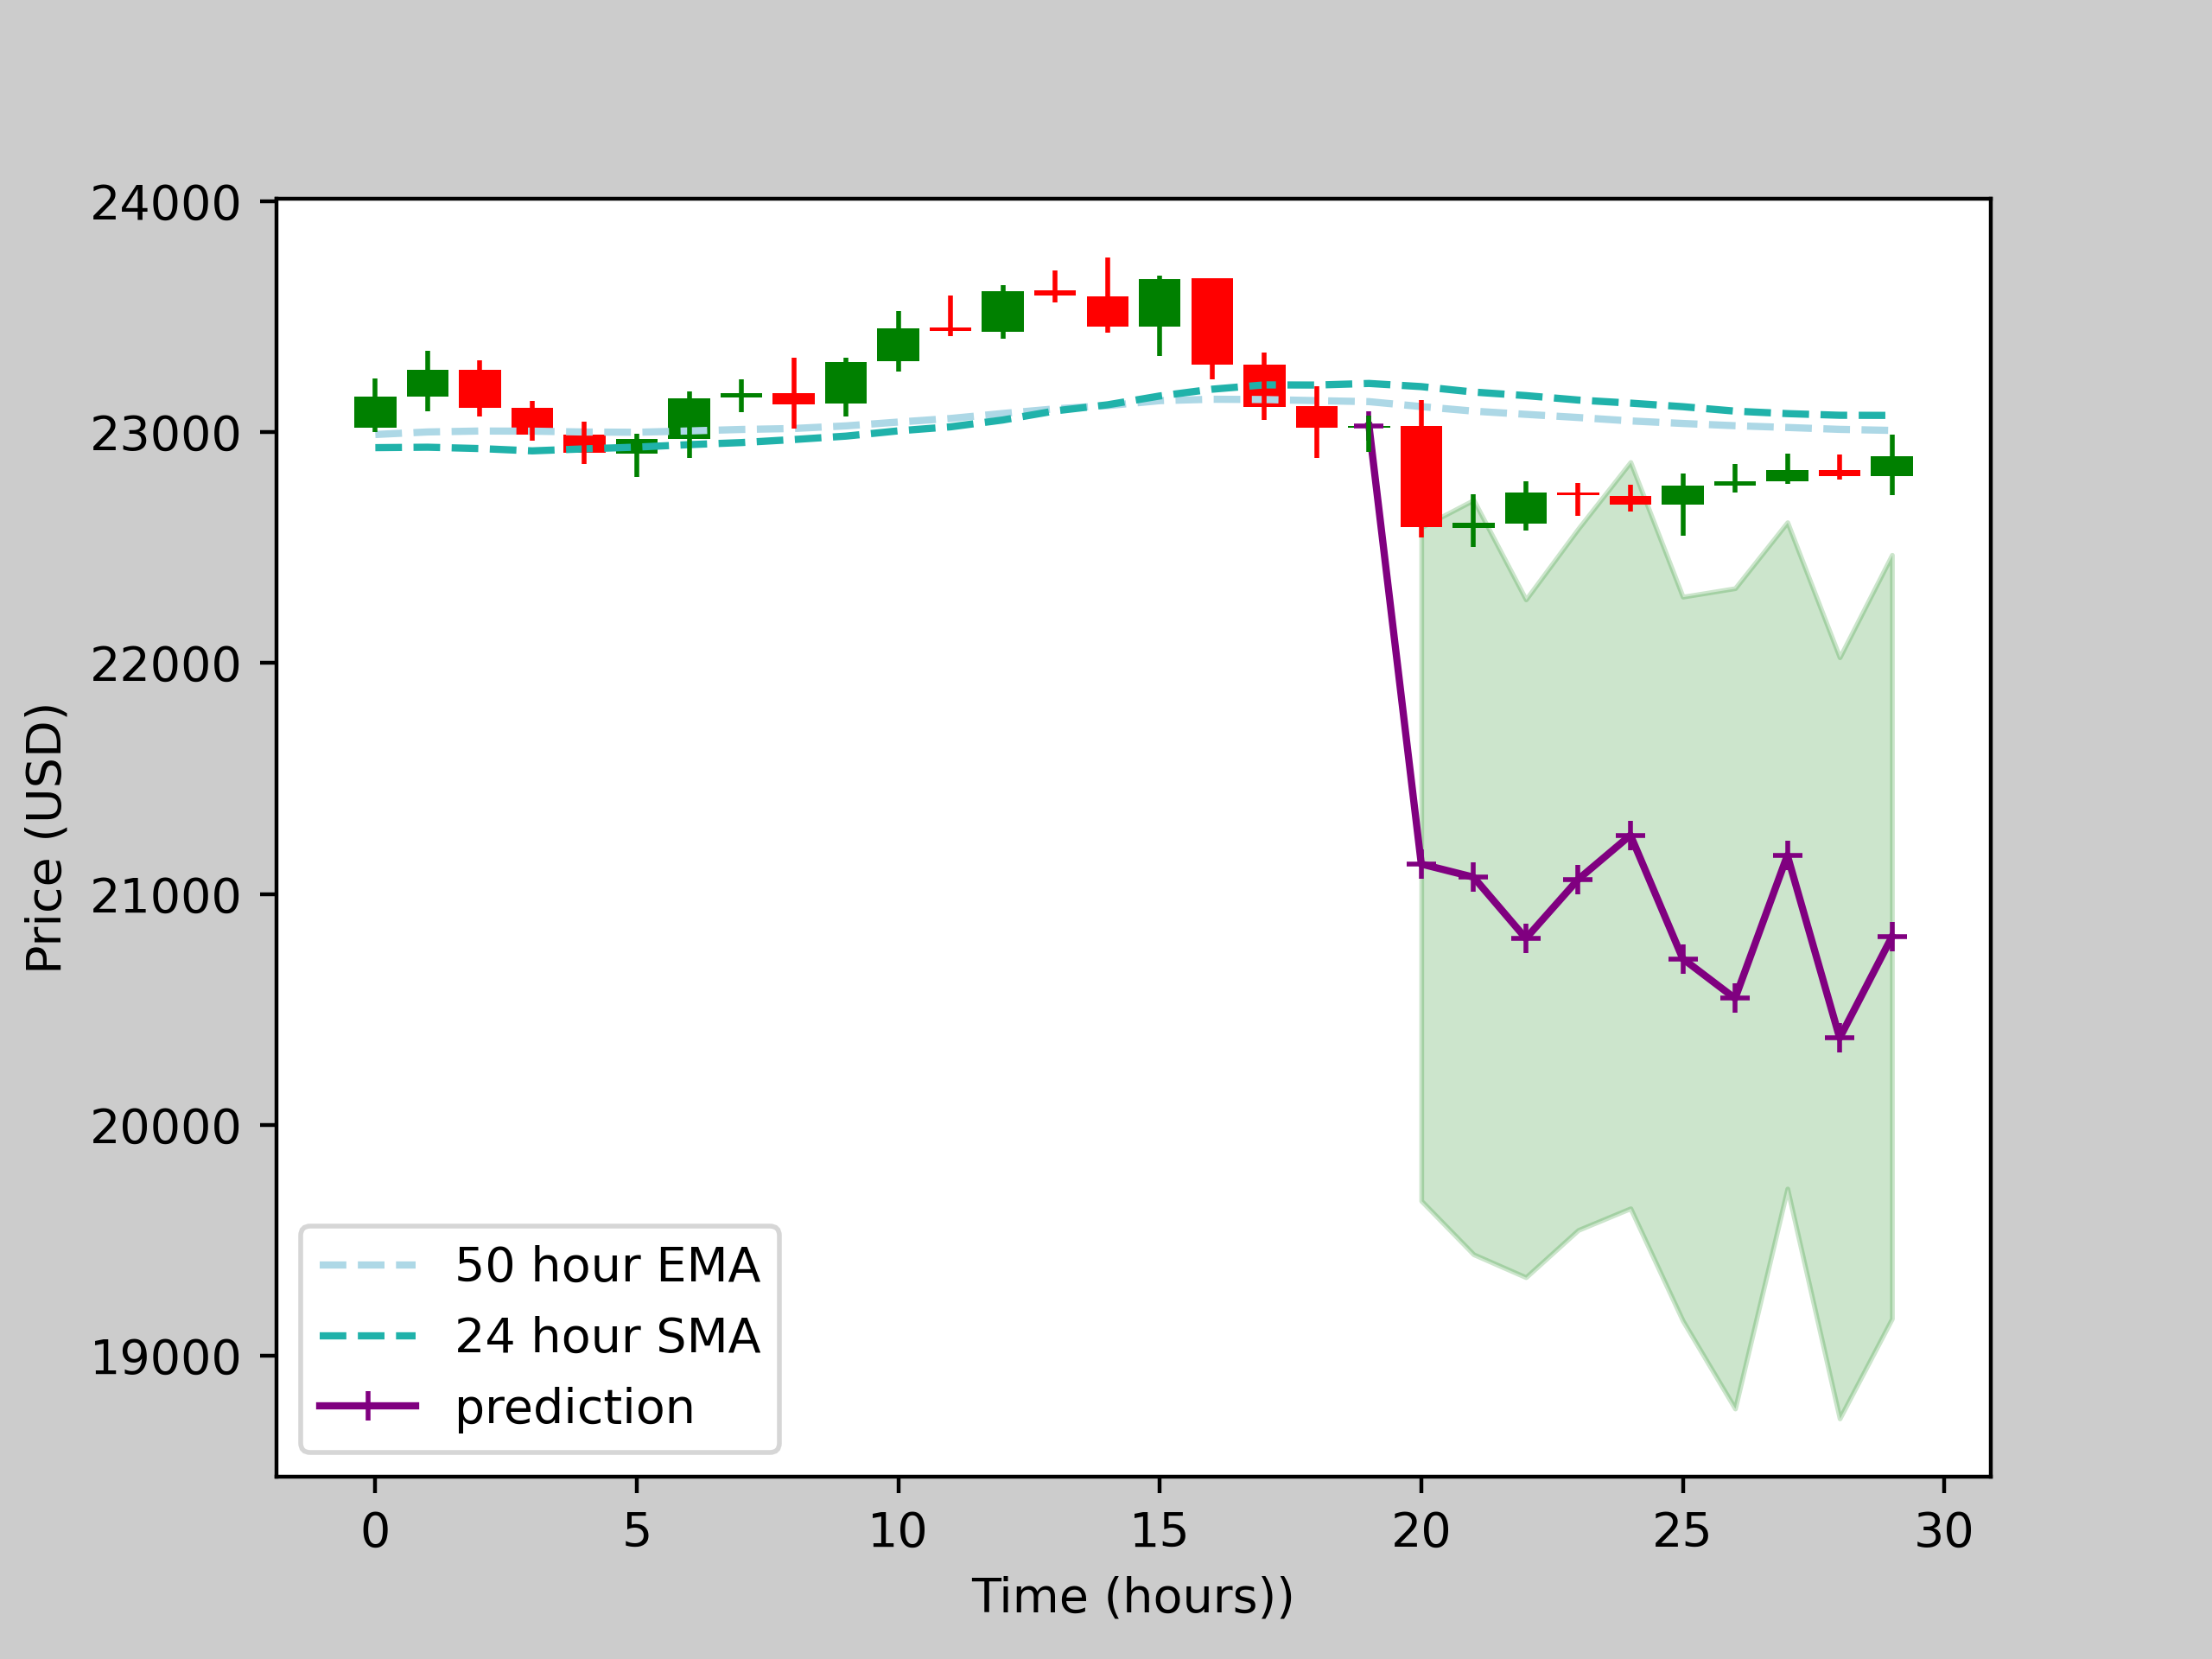 24000
23000
22000
21000
20000
19000
Price (USD)
50 hour EMA
24 hour SMA
prediction
0 5 10 15 20 25 30
Time (hours))